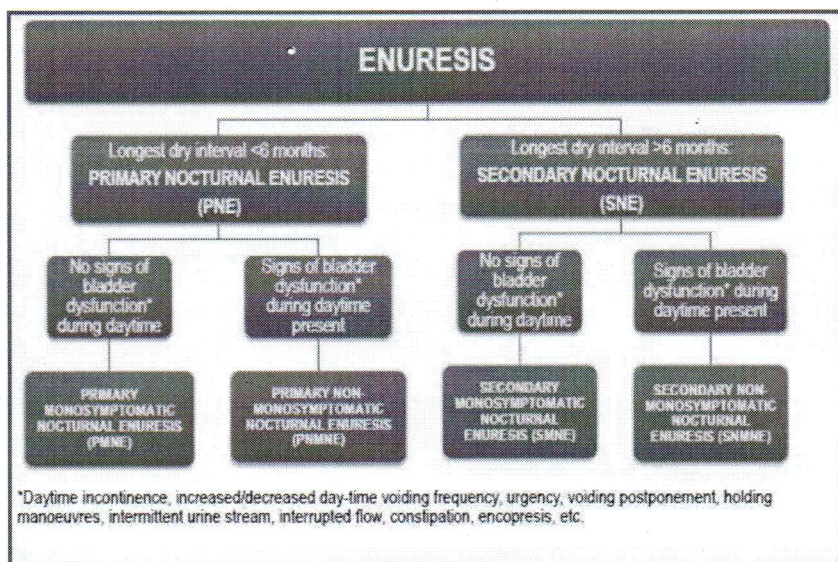 ENURESIS
Longest dry interval <6 months:
PRIMARY NOCTURNAL ENURESIS
(PNE)
Longest dry interval >6 months:
SECONDARY NOCTURNAL ENURESIS
(SNE)
No signs of
bladder
dysfunction*
during daytime
Signs of bladder
dysfunction*
during daytime
present
No signs of
bladder
dysfunction*
during daytime
Signs of bladder
dysfunction* during
daytime present
PRIMARY
MONOSYMPTOMATIC
NOCTURNAL ENURESIS
(PMNE)
PRIMARY NON-
MONOSYMPTOMATIC
NOCTURNAL ENURESIS
(PNMNE)
SECONDARY
MONOSYMPTOMATIC
NOCTURNAL
ENURESIS (SMNE)
SECONDARY NON-
MONOSYMPTOMATIC
NOCTURNAL
ENURESIS (SNMNE)
*Daytime incontinence, increased/decreased day-time voiding frequency, urgency, voiding postponement, holding
manoeuvres, intermittent urine stream, interrupted flow, constipation, encopresis, etc.